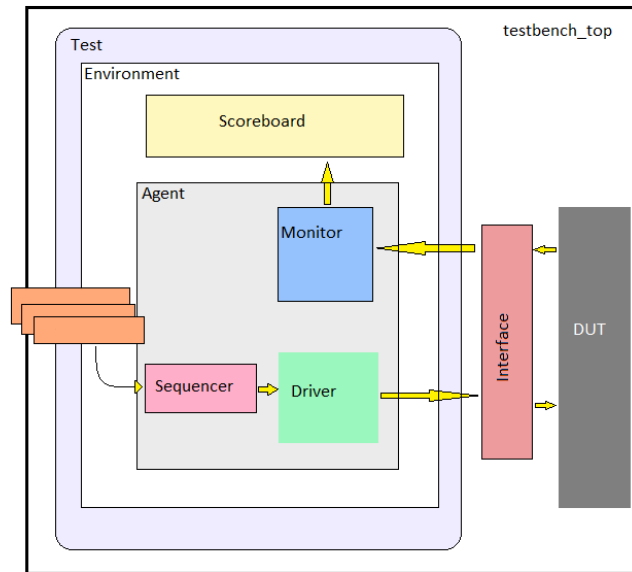 testbench_top
Test
Environment
Scoreboard
Agent
Monitor
Interface
DUT
Sequencer
Driver